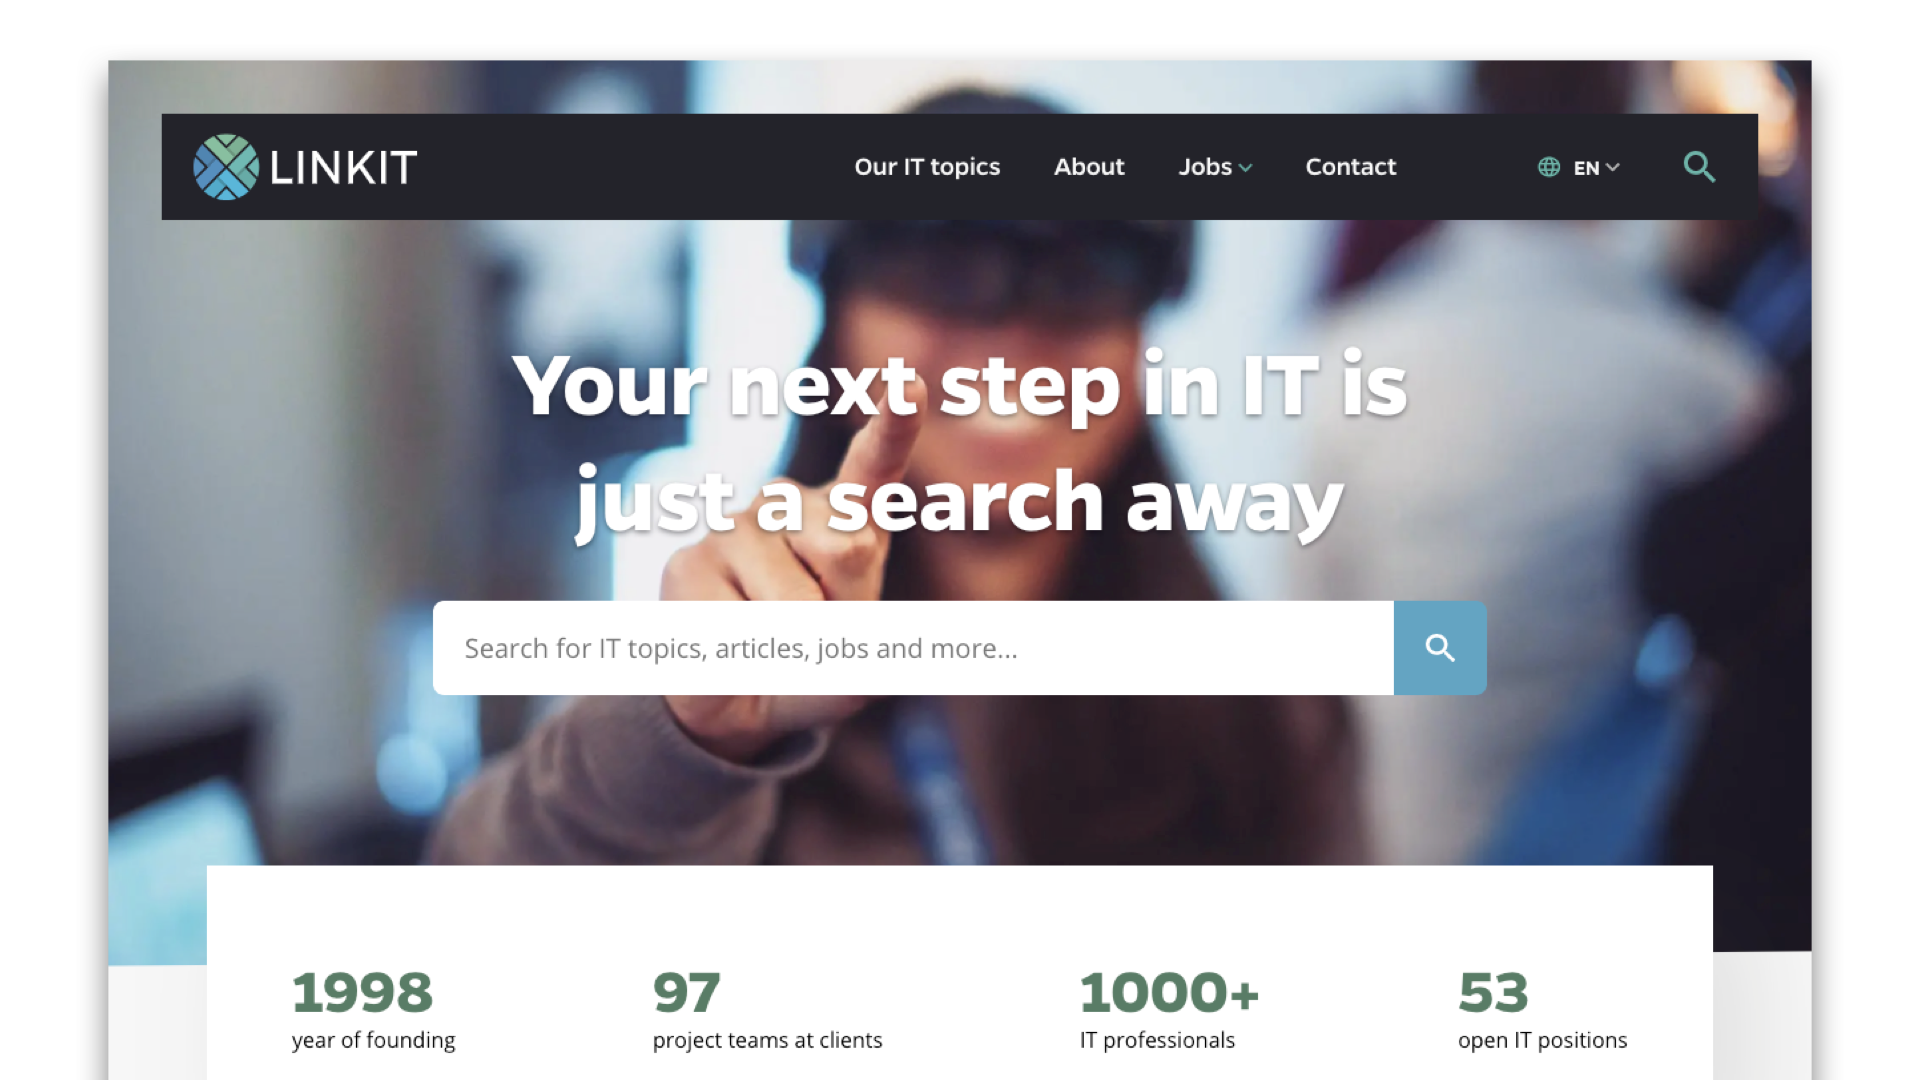 LINKIT
Our IT topics
About
Jobs
Contact
EN
Your next step in IT is
just a search away
Search for IT topics, articles, jobs and more...
1998
year of founding
97
project teams at clients
1000+
IT professionals
53
open IT positions